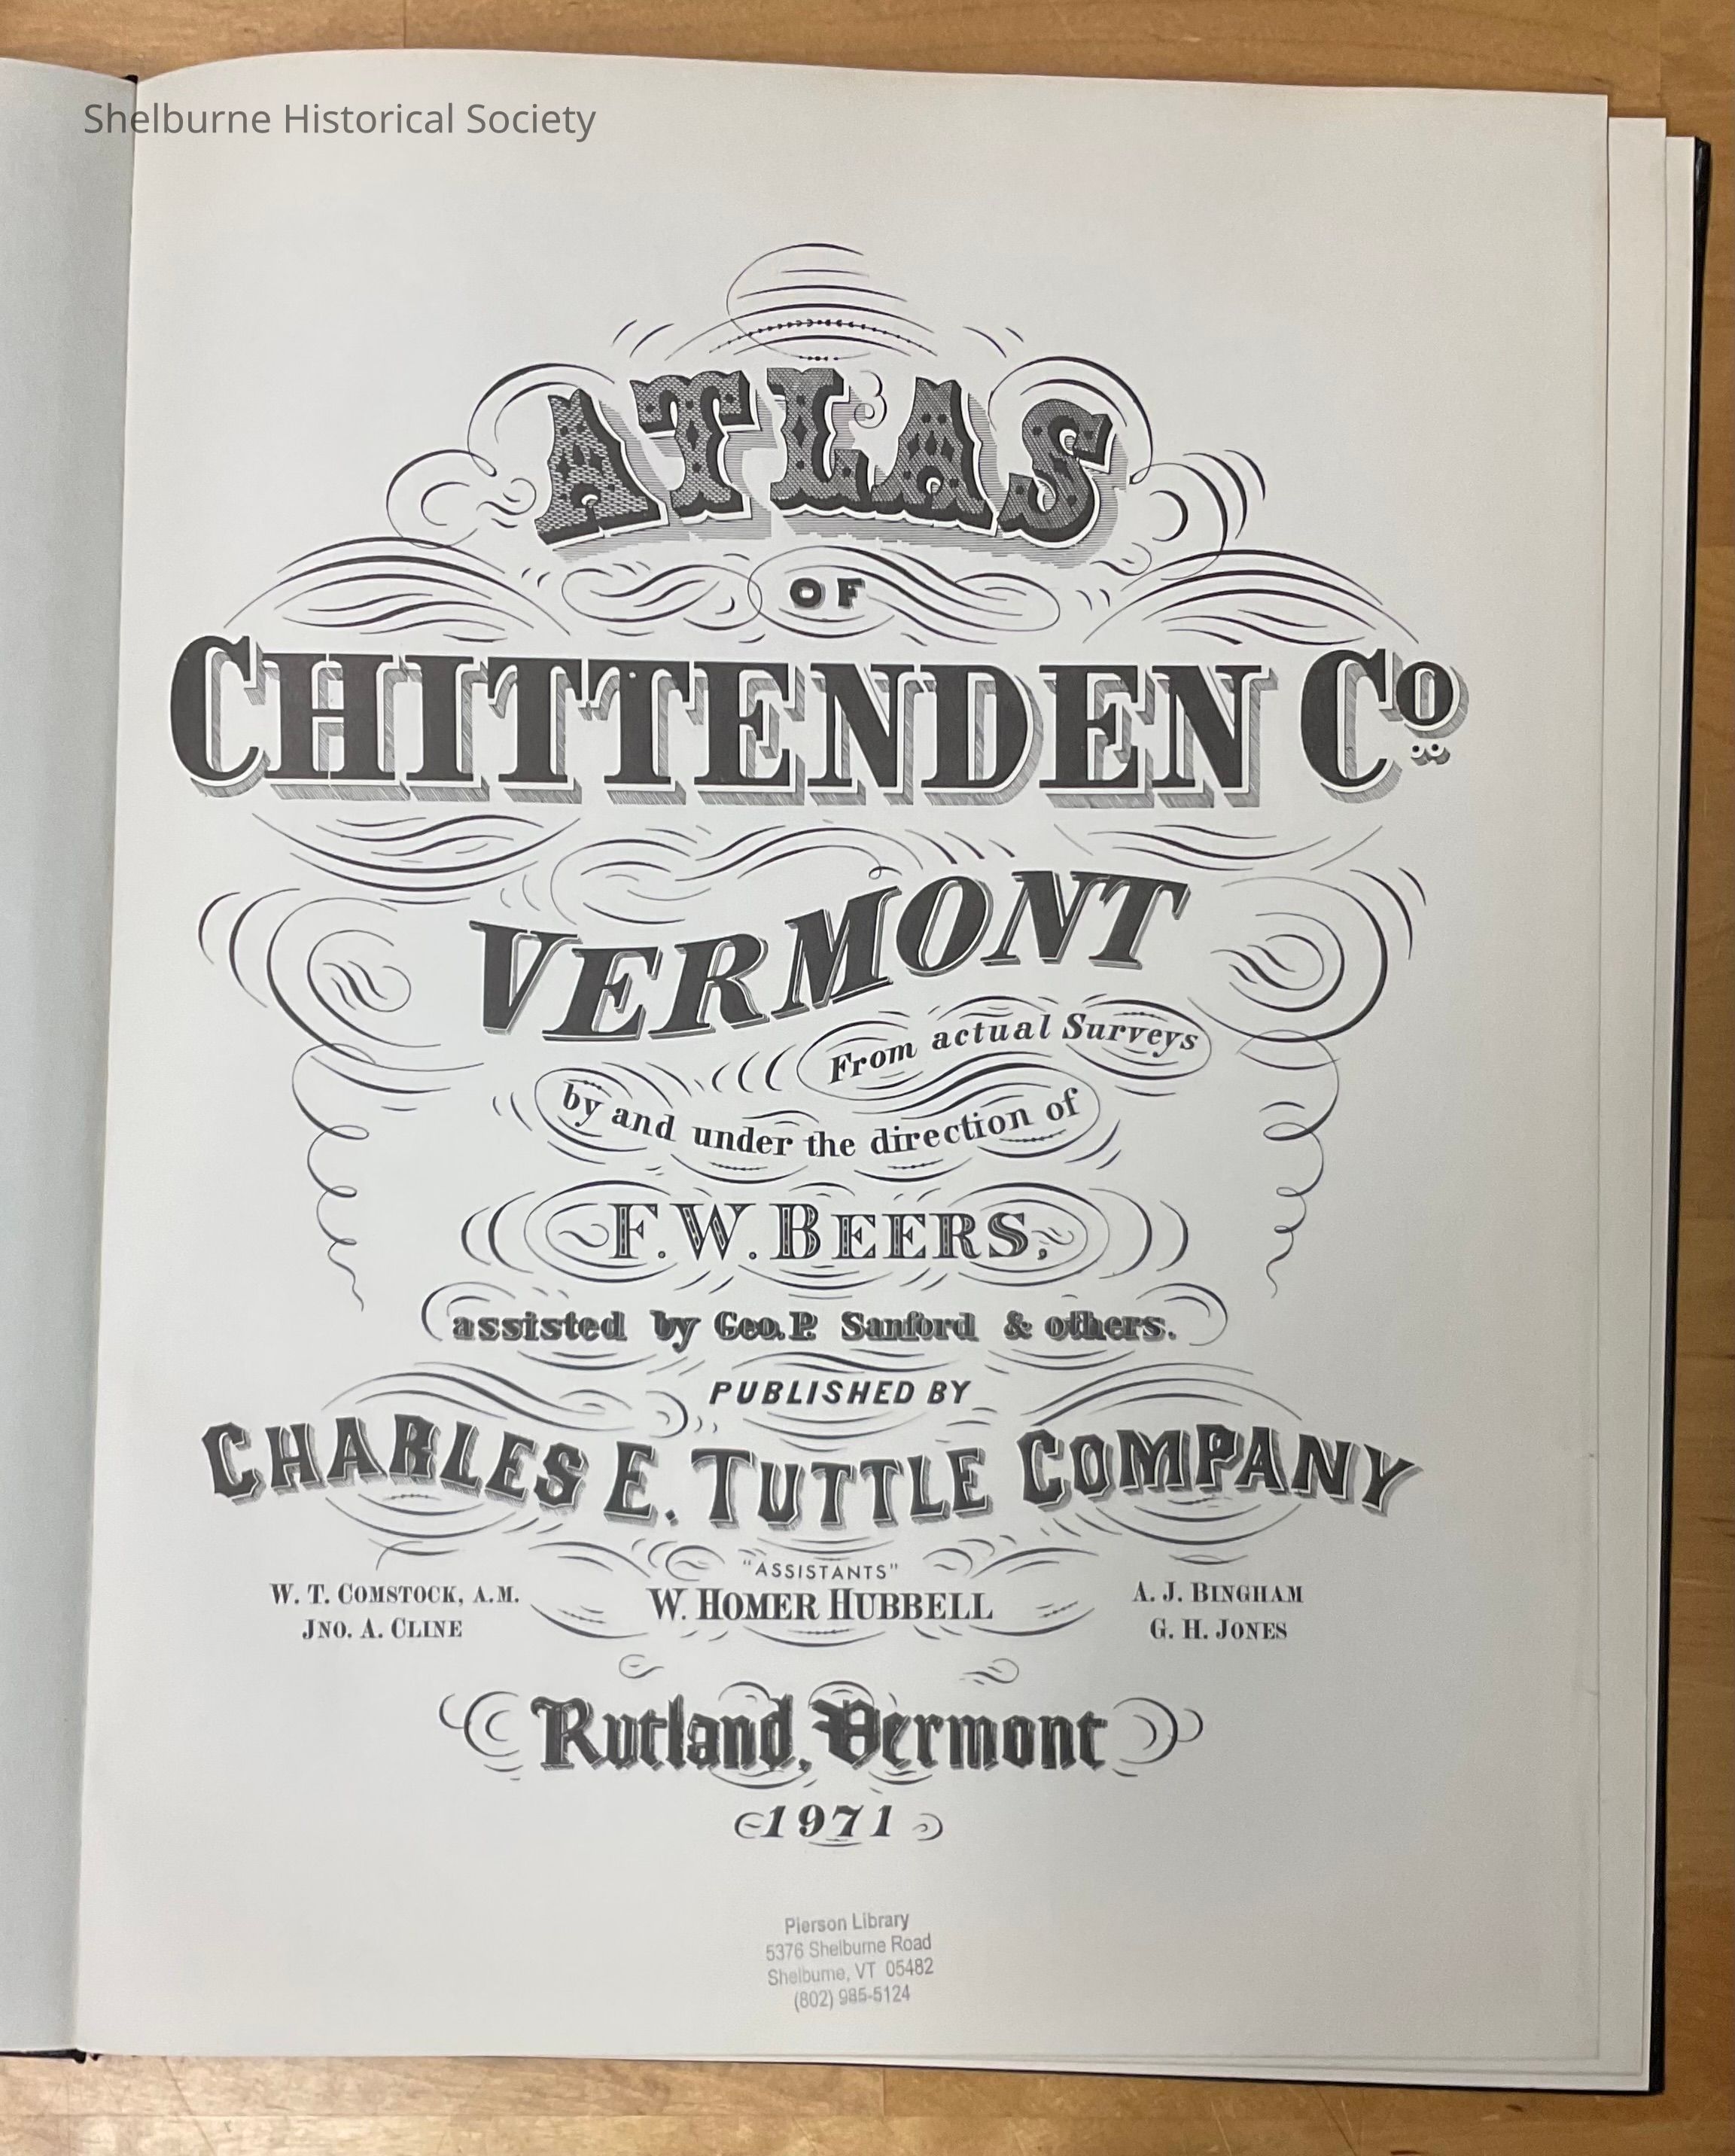 Shelburne Historical Society
ATLAS
OF
CHITTENDEN Co.
VERMONT
From actual Surveys
by and under the direction of
F. W. BEERS,
assisted by Geo. P. Sanford & others.
PUBLISHED BY
CHARLES E. TUTTLE COMPANY
"ASSISTANTS"
W. T. COMSTOCK, A.M.
JNO. A. CLINE
W. HOMER HUBBELL
A. J. BINGHAM
G. H. JONES
Rutland, Vermont
1971
Pierson Library
5376 Shelburne Road
Shelburne, VT 05482
(802) 985-5124